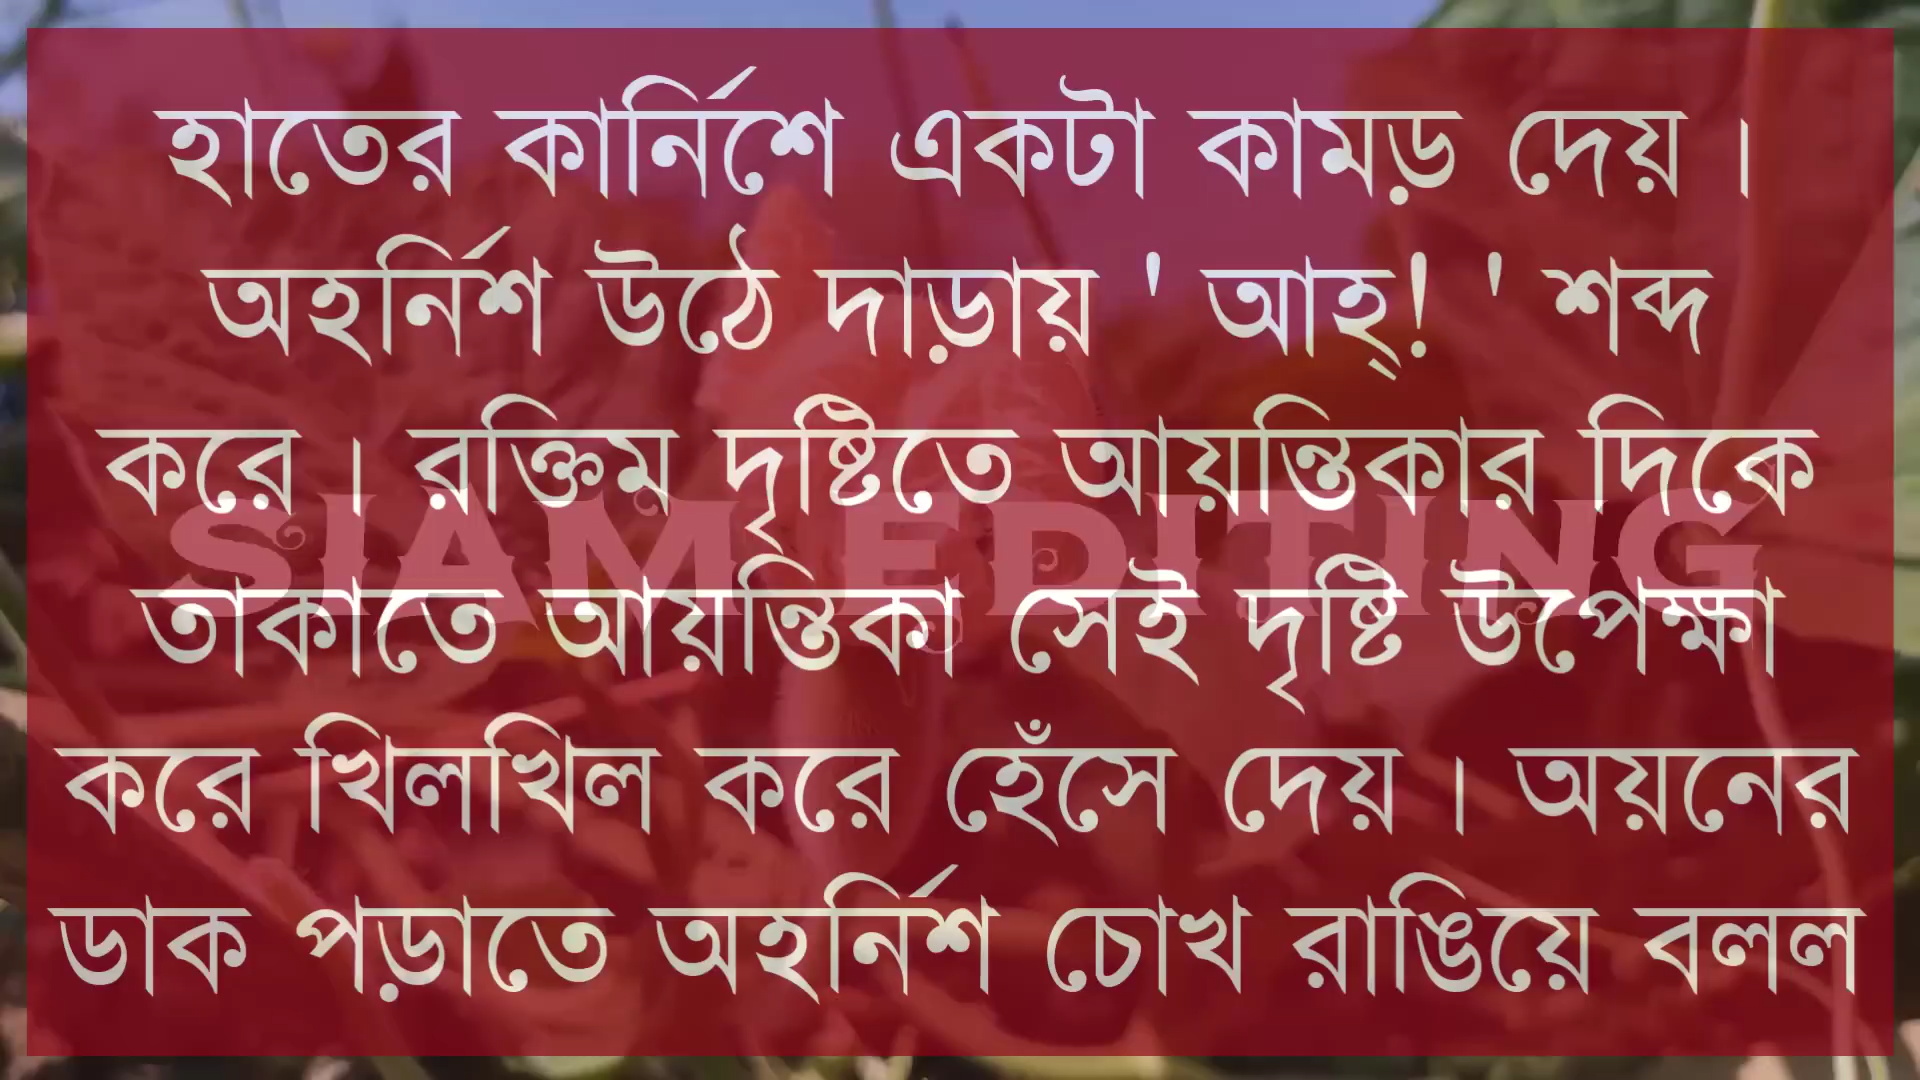 হাতের কার্নিশে একটা কামড় দেয়।
অহর্নিশ উঠে দাড়ায় ' আহ্! ' শব্দ
করে। রক্তিম দৃষ্টিতে আয়ন্তিকার দিকে
SIAM EDITING
তাকাতে আয়ন্তিকা সেই দৃষ্টি উপেক্ষা
করে খিলখিল করে হেঁসে দেয়। অয়নের
ডাক পড়াতে অহর্নিশ চোখ রাঙিয়ে বলল